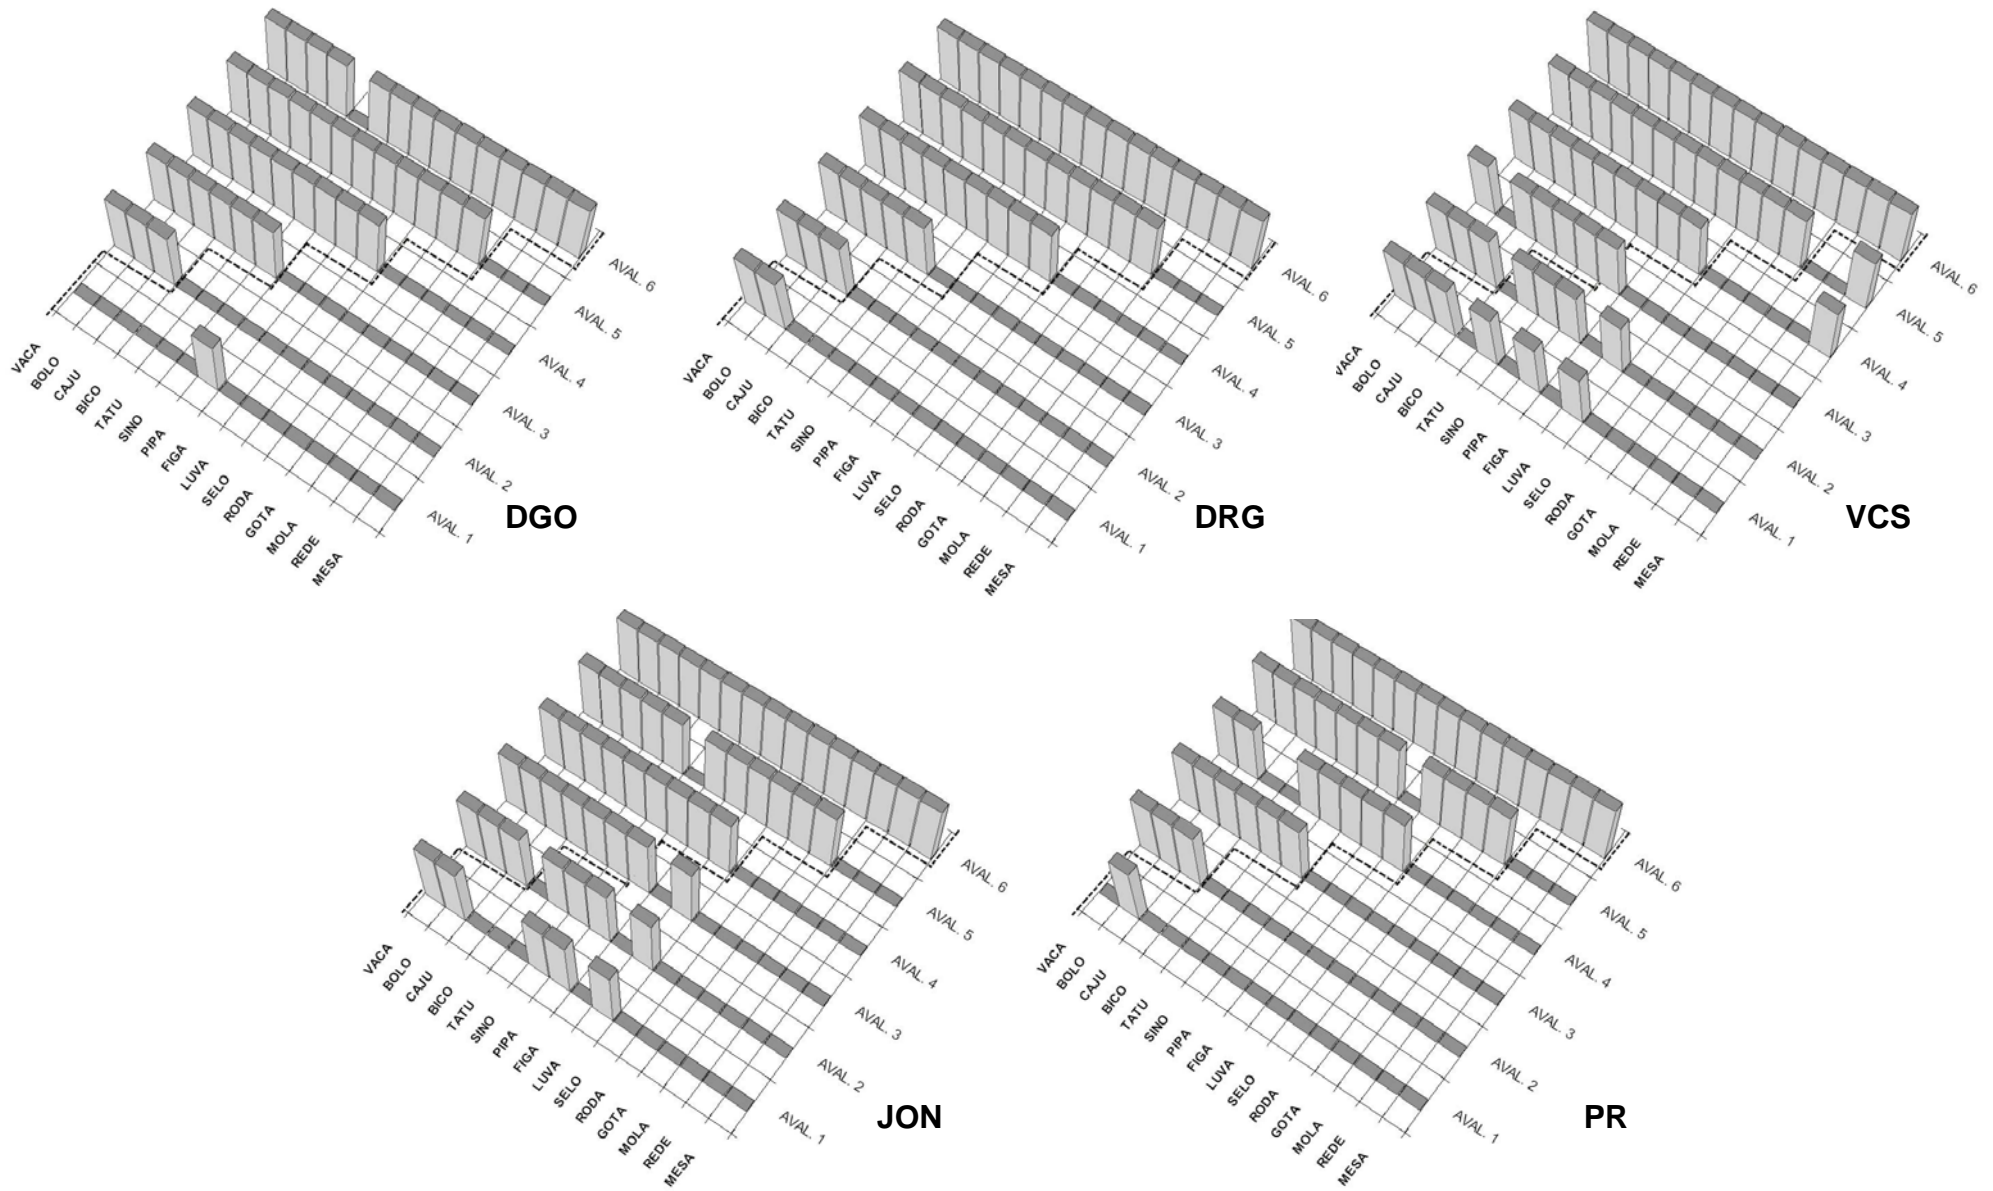 VACA
BOLO
CAJU
BICO
TATU
SINO
PIPA
FIGA
LUVA
SELO
RODA
GOTA
MOLA
REDE
MESA
AVAL. 1
AVAL. 2
AVAL. 3
AVAL. 4
AVAL. 5
AVAL. 6
DGO
VACA
BOLO
CAJU
BICO
TATU
SINO
PIPA
FIGA
LUVA
SELO
RODA
GOTA
MOLA
REDE
MESA
AVAL. 1
AVAL. 2
AVAL. 3
AVAL. 4
AVAL. 5
AVAL. 6
DRG
VACA
BOLO
CAJU
BICO
TATU
SINO
PIPA
FIGA
LUVA
SELO
RODA
GOTA
MOLA
REDE
MESA
AVAL. 1
AVAL. 2
AVAL. 3
AVAL. 4
AVAL. 5
AVAL. 6
VCS
VACA
BOLO
CAJU
BICO
TATU
SINO
PIPA
FIGA
LUVA
SELO
RODA
GOTA
MOLA
REDE
MESA
AVAL. 1
AVAL. 2
AVAL. 3
AVAL. 4
AVAL. 5
AVAL. 6
JON
VACA
BOLO
CAJU
BICO
TATU
SINO
PIPA
FIGA
LUVA
SELO
RODA
GOTA
MOLA
REDE
MESA
AVAL. 1
AVAL. 2
AVAL. 3
AVAL. 4
AVAL. 5
AVAL. 6
PR